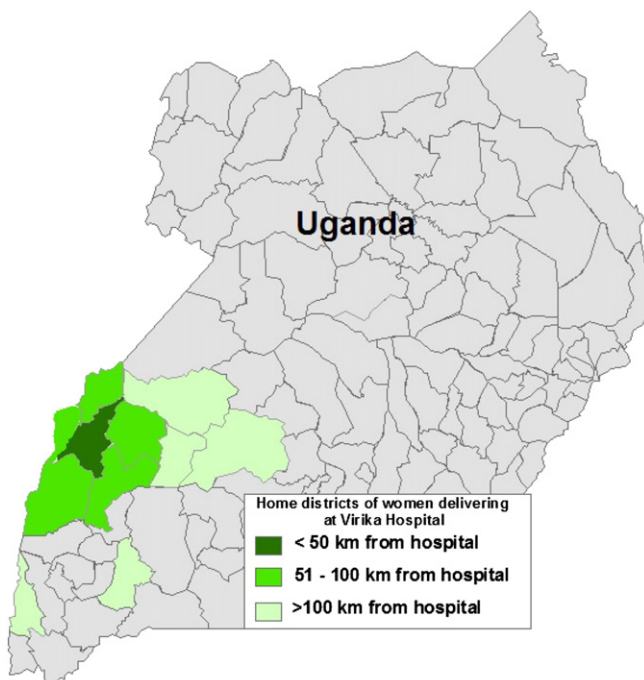 Uganda
Home districts of women delivering
at Virika Hospital
< 50 km from hospital
51 - 100 km from hospital
>100 km from hospital